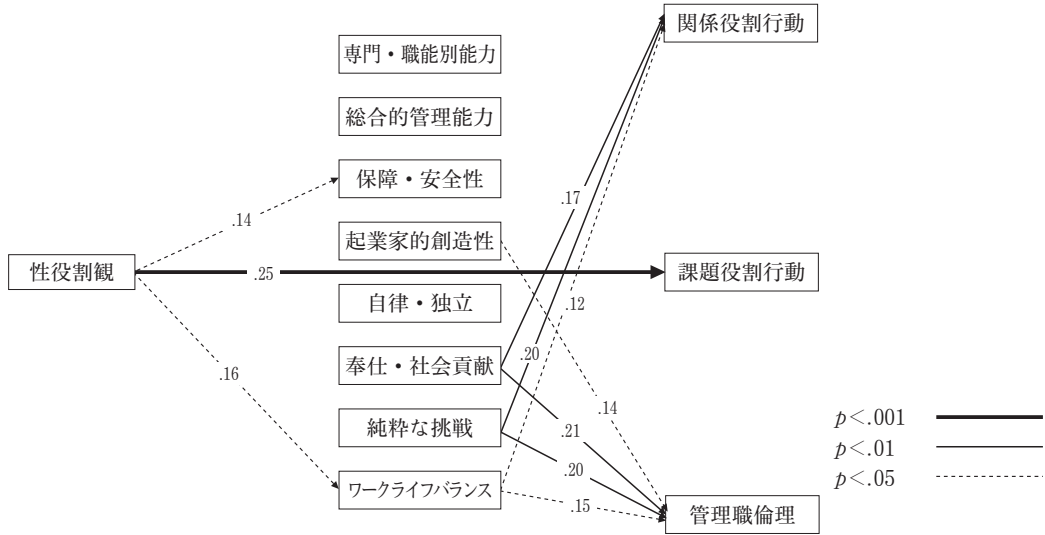 関係役割行動
専門・職能別能力
総合的管理能力
保障・安全性
.17
.14
起業家的創造性
性役割観
.25
課題役割行動
自律・独立
.12
.20
奉仕・社会貢献
.16
.14
純粋な挑戦
.21
p<.001
p<.01
.20
ワークライフバランス
p<.05
.15
管理職倫理